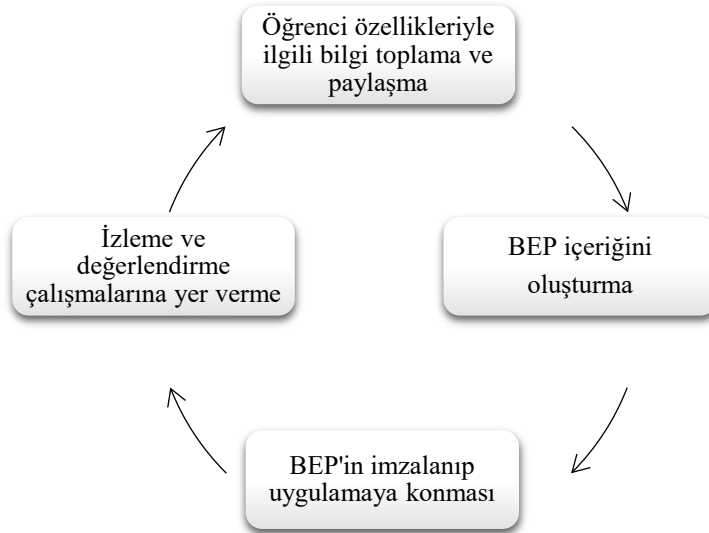 Öğrenci özellikleriyle
ilgili bilgi toplama ve
paylaşma
BEP içeriğini
oluşturma
BEP'in imzalanıp
uygulamaya konması
İzleme ve
değerlendirme
çalışmalarına yer verme